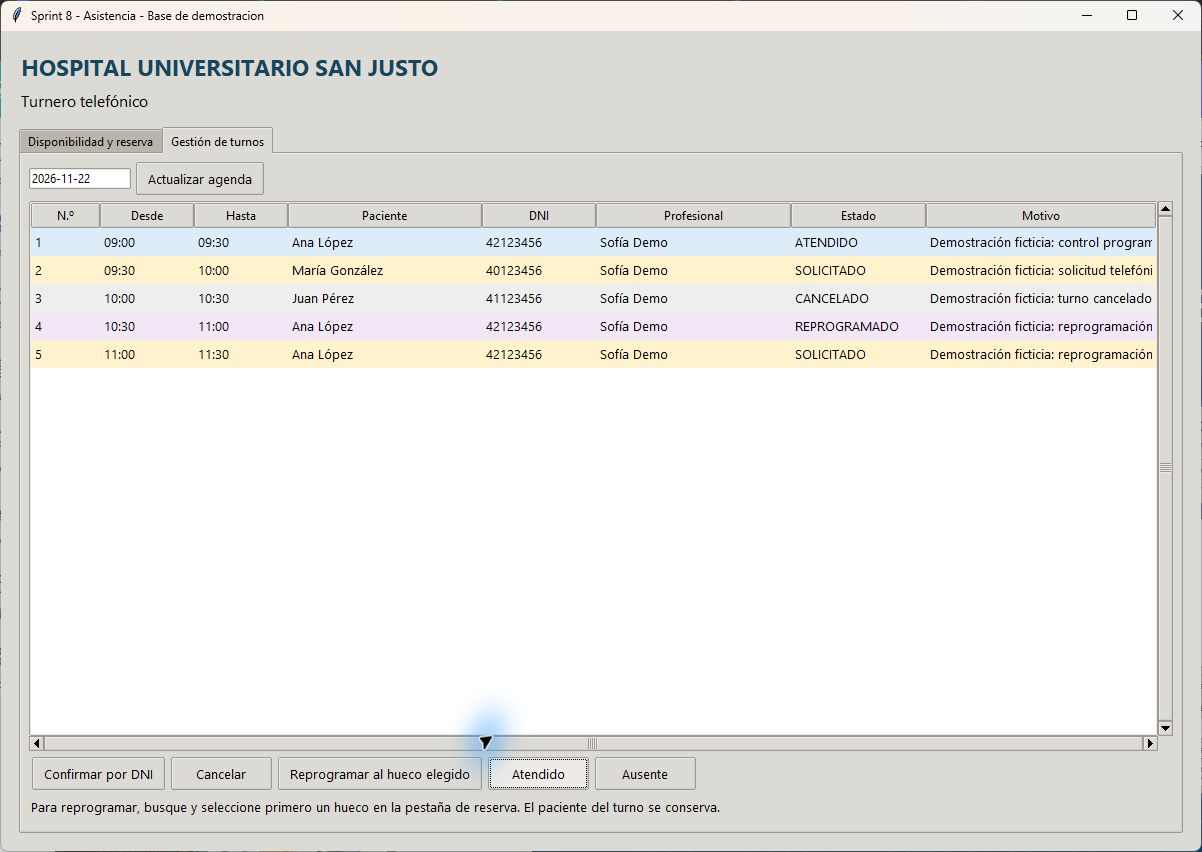 Sprint 8 - Asistencia - Base de demostracion
HOSPITAL UNIVERSITARIO SAN JUSTO
Turnero telefónico
Disponibilidad y reserva Gestión de turnos
2026-11-22 Actualizar agenda
N.º Desde Hasta Paciente DNI Profesional Estado Motivo
1 09:00 09:30 Ana López 42123456 Sofía Demo ATENDIDO Demostración ficticia: control program
2 09:30 10:00 María González 40123456 Sofía Demo SOLICITADO Demostración ficticia: solicitud telefóni
3 10:00 10:30 Juan Pérez 41123456 Sofía Demo CANCELADO Demostración ficticia: turno cancelado
4 10:30 11:00 Ana López 42123456 Sofía Demo REPROGRAMADO Demostración ficticia: reprogramación
5 11:00 11:30 Ana López 42123456 Sofía Demo SOLICITADO Demostración ficticia: reprogramación
Confirmar por DNI Cancelar Reprogramar al hueco elegido Atendido Ausente
Para reprogramar, busque y seleccione primero un hueco en la pestaña de reserva. El paciente del turno se conserva.